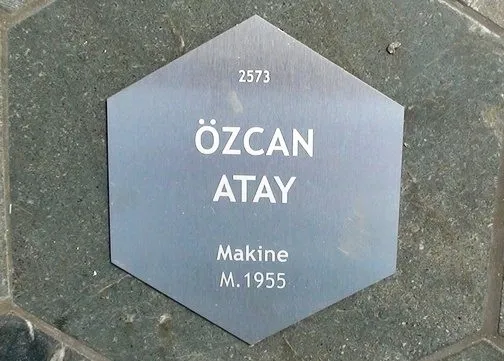 2573
ÖZCAN
ATAY
Makine
M.1955